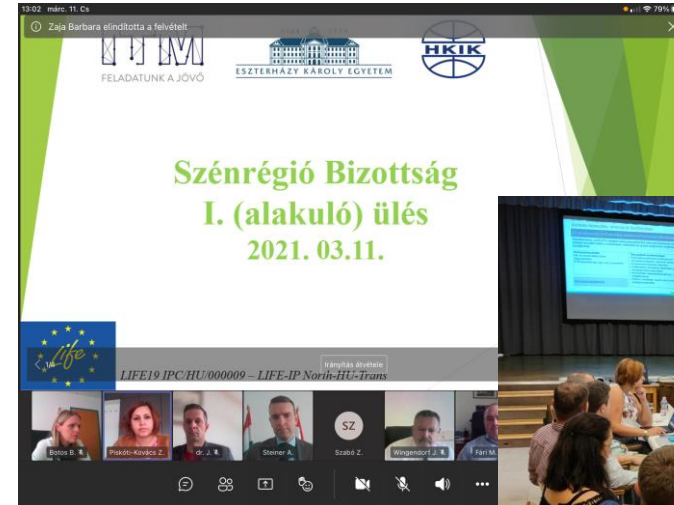 13:02 márc. 11. Cs
79%
Zaja Barbara elindította a felvételt
ITM
FELADATUNK A JÖVŐ
ESZTERHÁZY KÁROLY EGYETEM
HKIK
Szénrégió Bizottság
I. (alakuló) ülés
2021. 03.11.
Life
Irányítás átvétele
LIFE19 IPC/HU/000009 – LIFE-IP North-HU-Trans
SZ
Botos B.
Piskóti-Kovács Z.
dr. J.
Steiner A.
Szabó Z.
Wingendorf J.
Fári M.